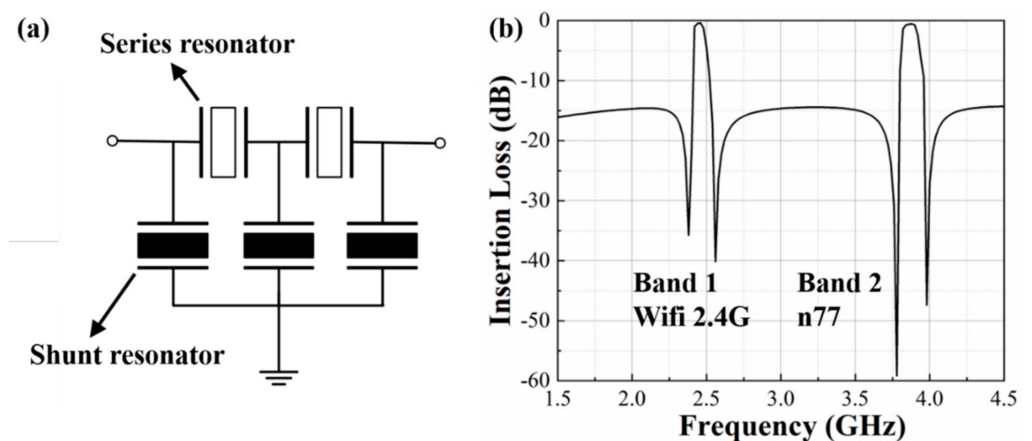 (a)
Series resonator
Shunt resonator
(b)
Insertion Loss (dB)
0
-10
-20
-30
-40
-50
-60
Band 1
Wifi 2.4G
Band 2
n77
1.5 2.0 2.5 3.0 3.5 4.0 4.5
Frequency (GHz)